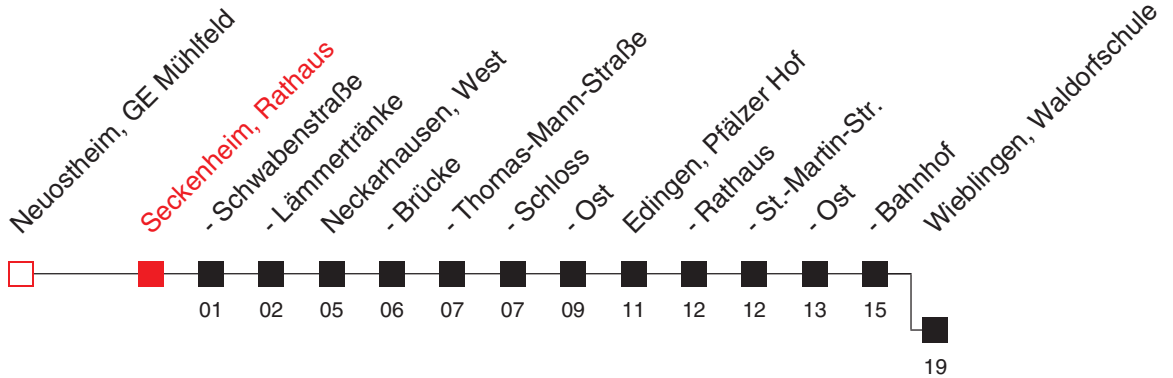 Neuostheim, GE Mühlfeld
Seckenheim, Rathaus
- Schwabenstraße
- Lämmertränke
Neckarhausen, West
- Brücke
- Thomas-Mann-Straße
- Schloss
- Ost
Edingen, Pfälzer Hof
- Rathaus
- St.-Martin-Str.
- Ost
- Bahnhof
Wieblingen, Waldorfschule
01 02 05 06 07 07 09 11 12 12 13 15
19